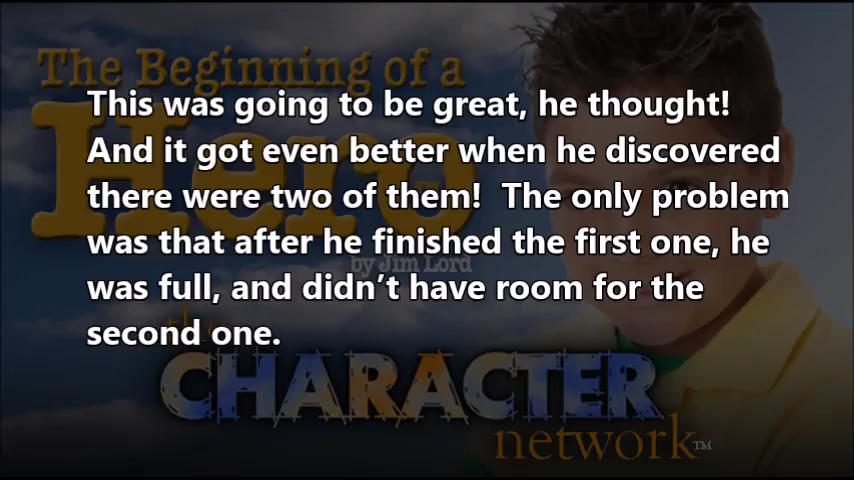 The Beginning of a
Hero
by Jim Lord
This was going to be great, he thought!
And it got even better when he discovered
there were two of them!  The only problem
was that after he finished the first one, he
was full, and didn’t have room for the
second one.
the
CHARACTER
network™